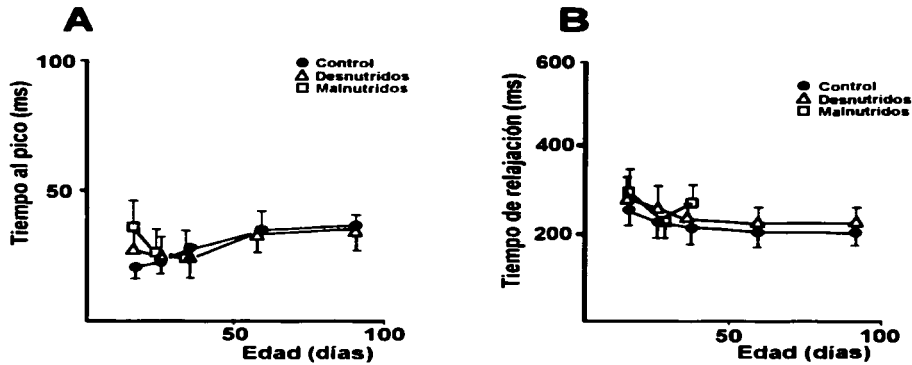 A
Tiempo al pico (ms)
100
50
Control
Desnutridos
Malnutridos
50
100
Edad (días)
B
Tiempo de relajación (ms)
600
400
200
Control
Desnutridos
Malnutridos
50
100
Edad (días)